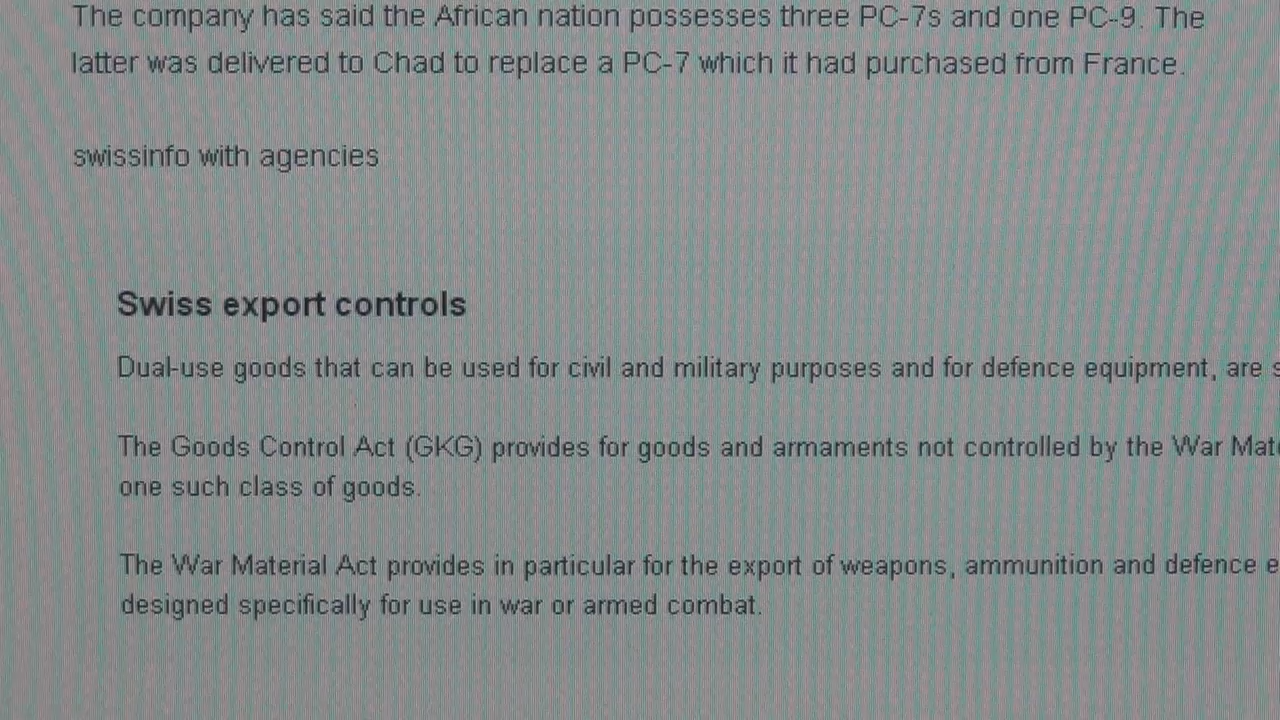 The company has said the African nation possesses three PC-7s and one PC-9. The
latter was delivered to Chad to replace a PC-7 which it had purchased from France.
swissinfo with agencies
Swiss export controls
Dual-use goods that can be used for civil and military purposes and for defence equipment, are
The Goods Control Act (GKG) provides for goods and armaments not controlled by the War
one such class of goods.
The War Material Act provides in particular for the export of weapons, ammunition and defence
designed specifically for use in war or armed combat.